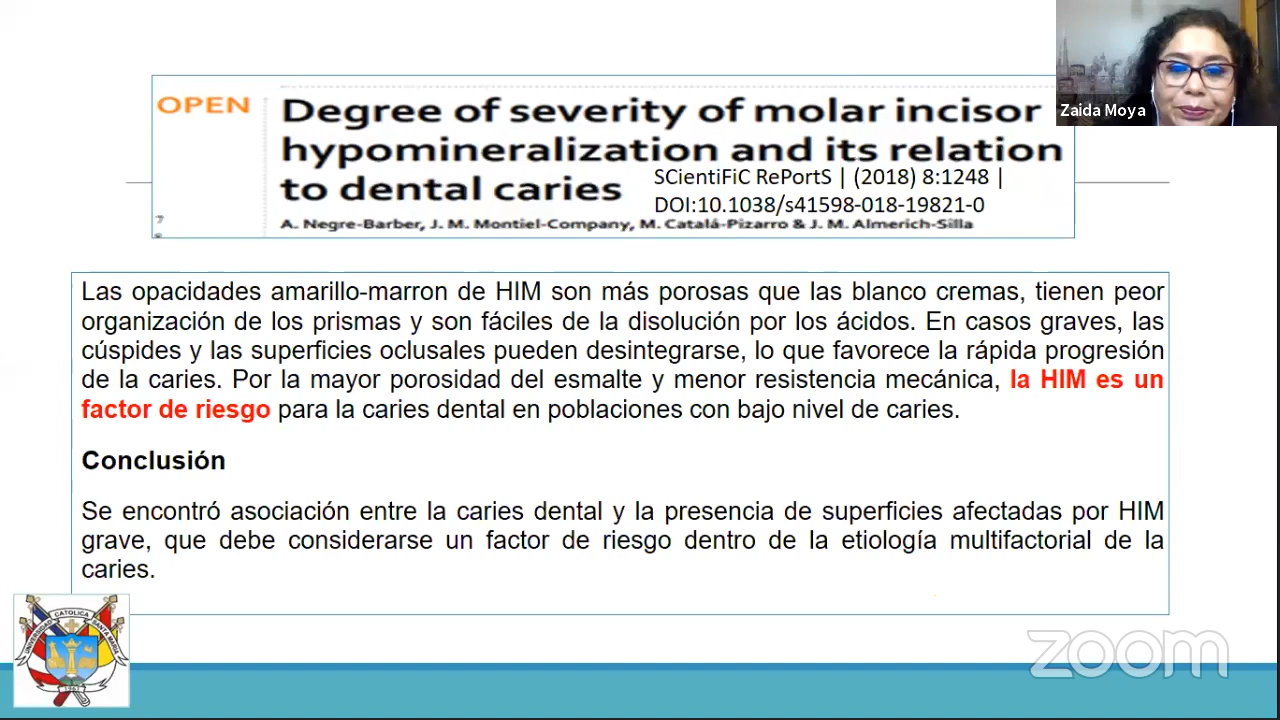 Zaida Moya
OPEN
Degree of severity of molar incisor
hypomineralization and its relation
to dental caries
SCientiFiC RePortS | (2018) 8:1248 |
DOI:10.1038/s41598-018-19821-0
A. Negre-Barber, J. M. Montiel-Company, M. Catalá-Pizarro & J. M. Almerich-Silla
Las opacidades amarillo-marron de HIM son más porosas que las blanco cremas, tienen peor
organización de los prismas y son fáciles de la disolución por los ácidos. En casos graves, las
cúspides y las superficies oclusales pueden desintegrarse, lo que favorece la rápida progresión
de la caries. Por la mayor porosidad del esmalte y menor resistencia mecánica, la HIM es un
factor de riesgo para la caries dental en poblaciones con bajo nivel de caries.
Conclusión
Se encontró asociación entre la caries dental y la presencia de superficies afectadas por HIM
grave, que debe considerarse un factor de riesgo dentro de la etiología multifactorial de la
caries.
UNIVERSIDAD CATOLICA SANTA MARIA
1961
zoom